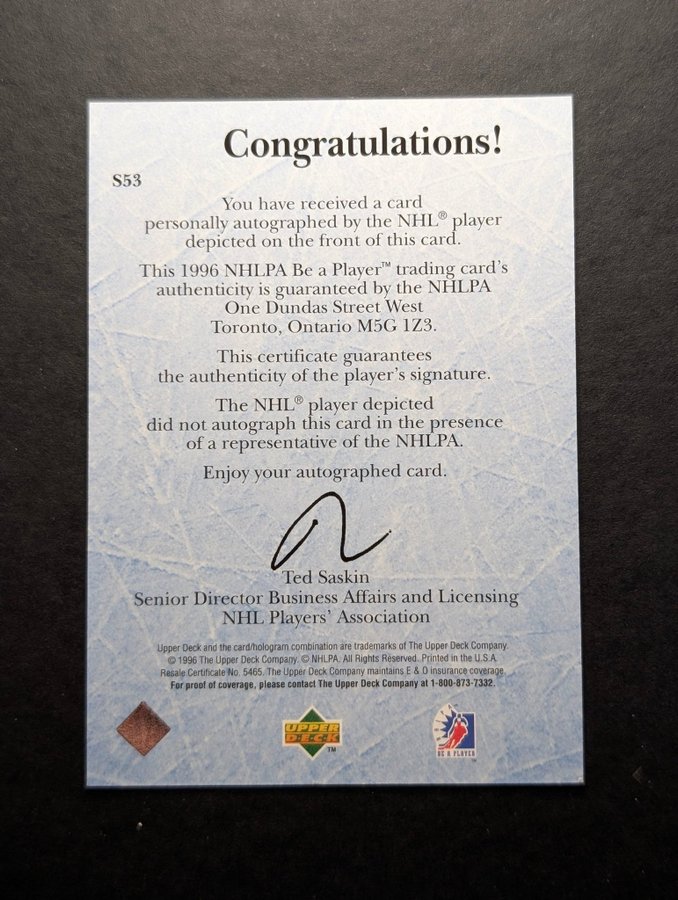 Congratulations!
S53
You have received a card
personally autographed by the NHL® player
depicted on the front of this card.
This 1996 NHLPA Be a Player™ trading card's
authenticity is guaranteed by the NHLPA
One Dundas Street West
Toronto, Ontario M5G 1Z3.
This certificate guarantees
the authenticity of the player's signature.
The NHL® player depicted
did not autograph this card in the presence
of a representative of the NHLPA.
Enjoy your autographed card.
Ted Saskin
Senior Director Business Affairs and Licensing
NHL Players' Association
Upper Deck and the card/hologram combination are trademarks of The Upper Deck Company.
© 1996 The Upper Deck Company. © NHLPA. All Rights Reserved. Printed in the U.S.A.
Resale Certificate No. 5465. The Upper Deck Company maintains E & D insurance coverage.
For proof of coverage, please contact The Upper Deck Company at 1-800-873-7332.
UPPER
DECK
TM
BE A PLAYER